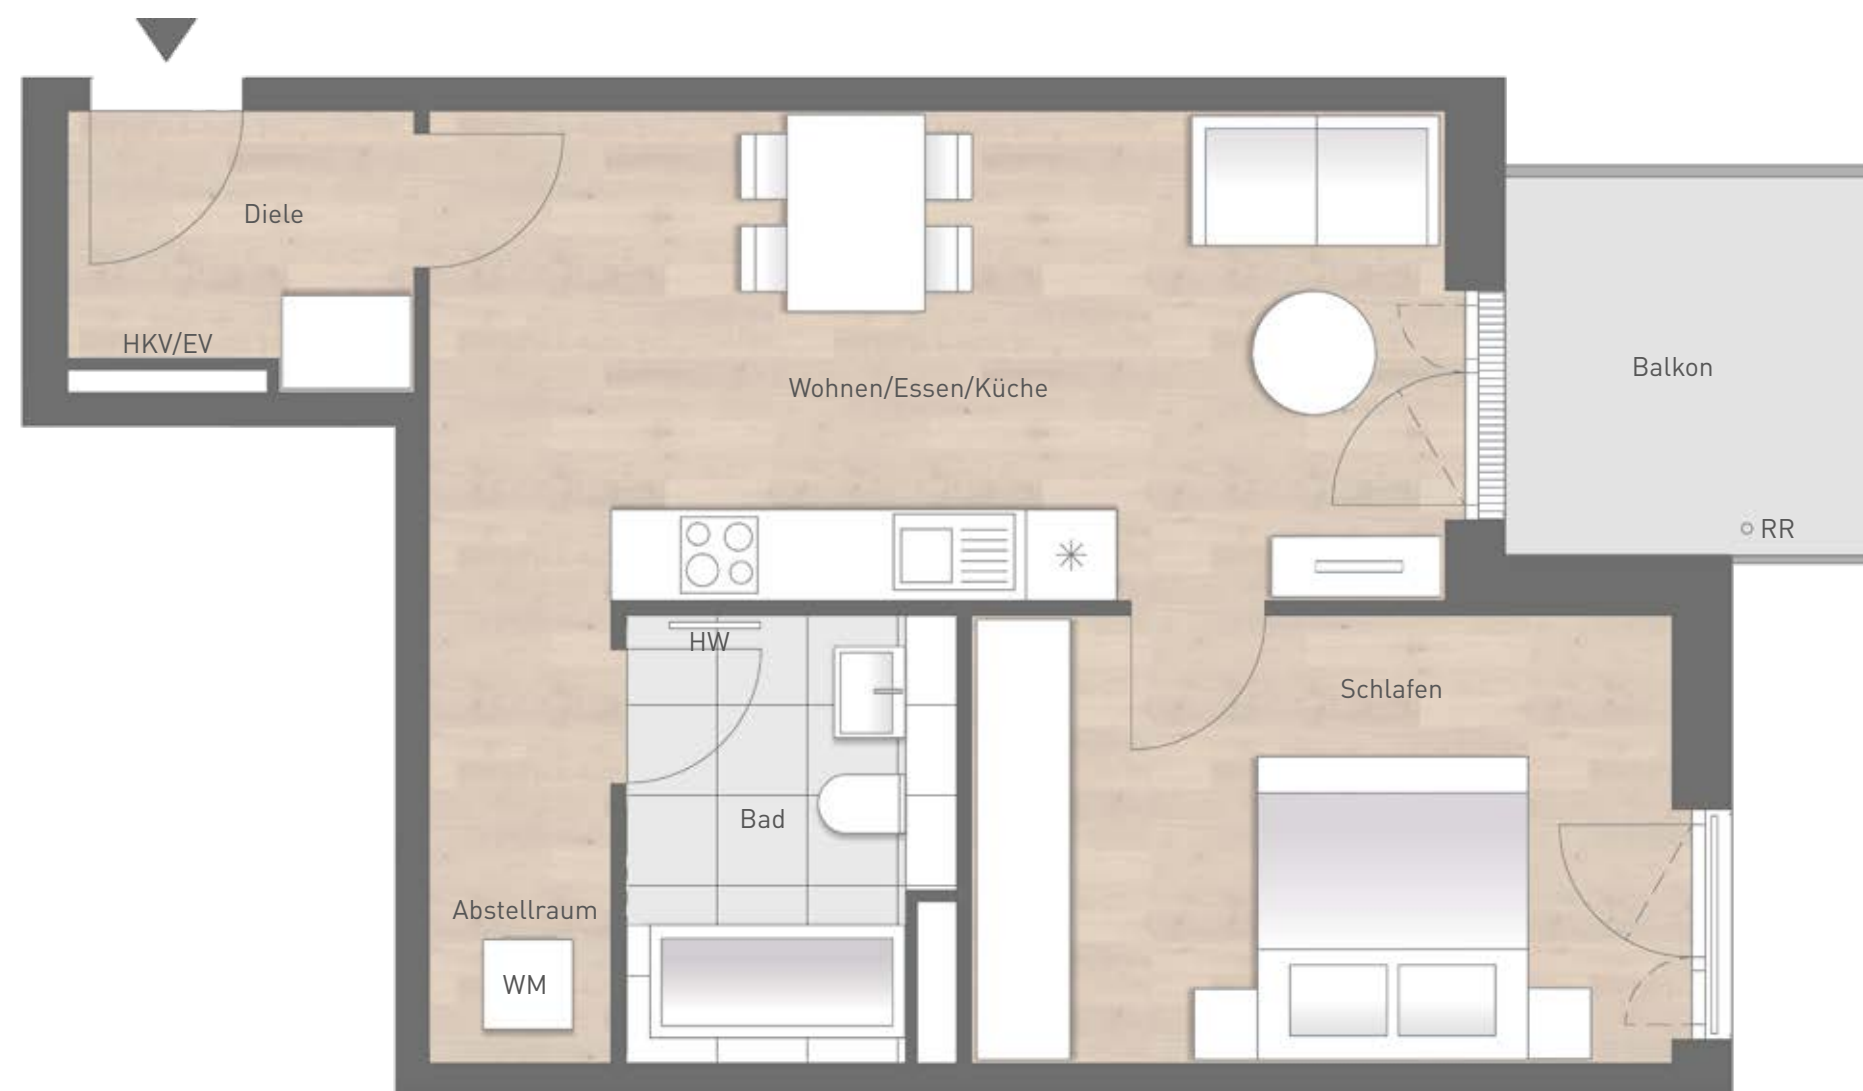 Diele
HKV/EV
Wohnen/Essen/Küche
Balkon
RR
HW
Schlafen
Bad
Abstellraum
WM